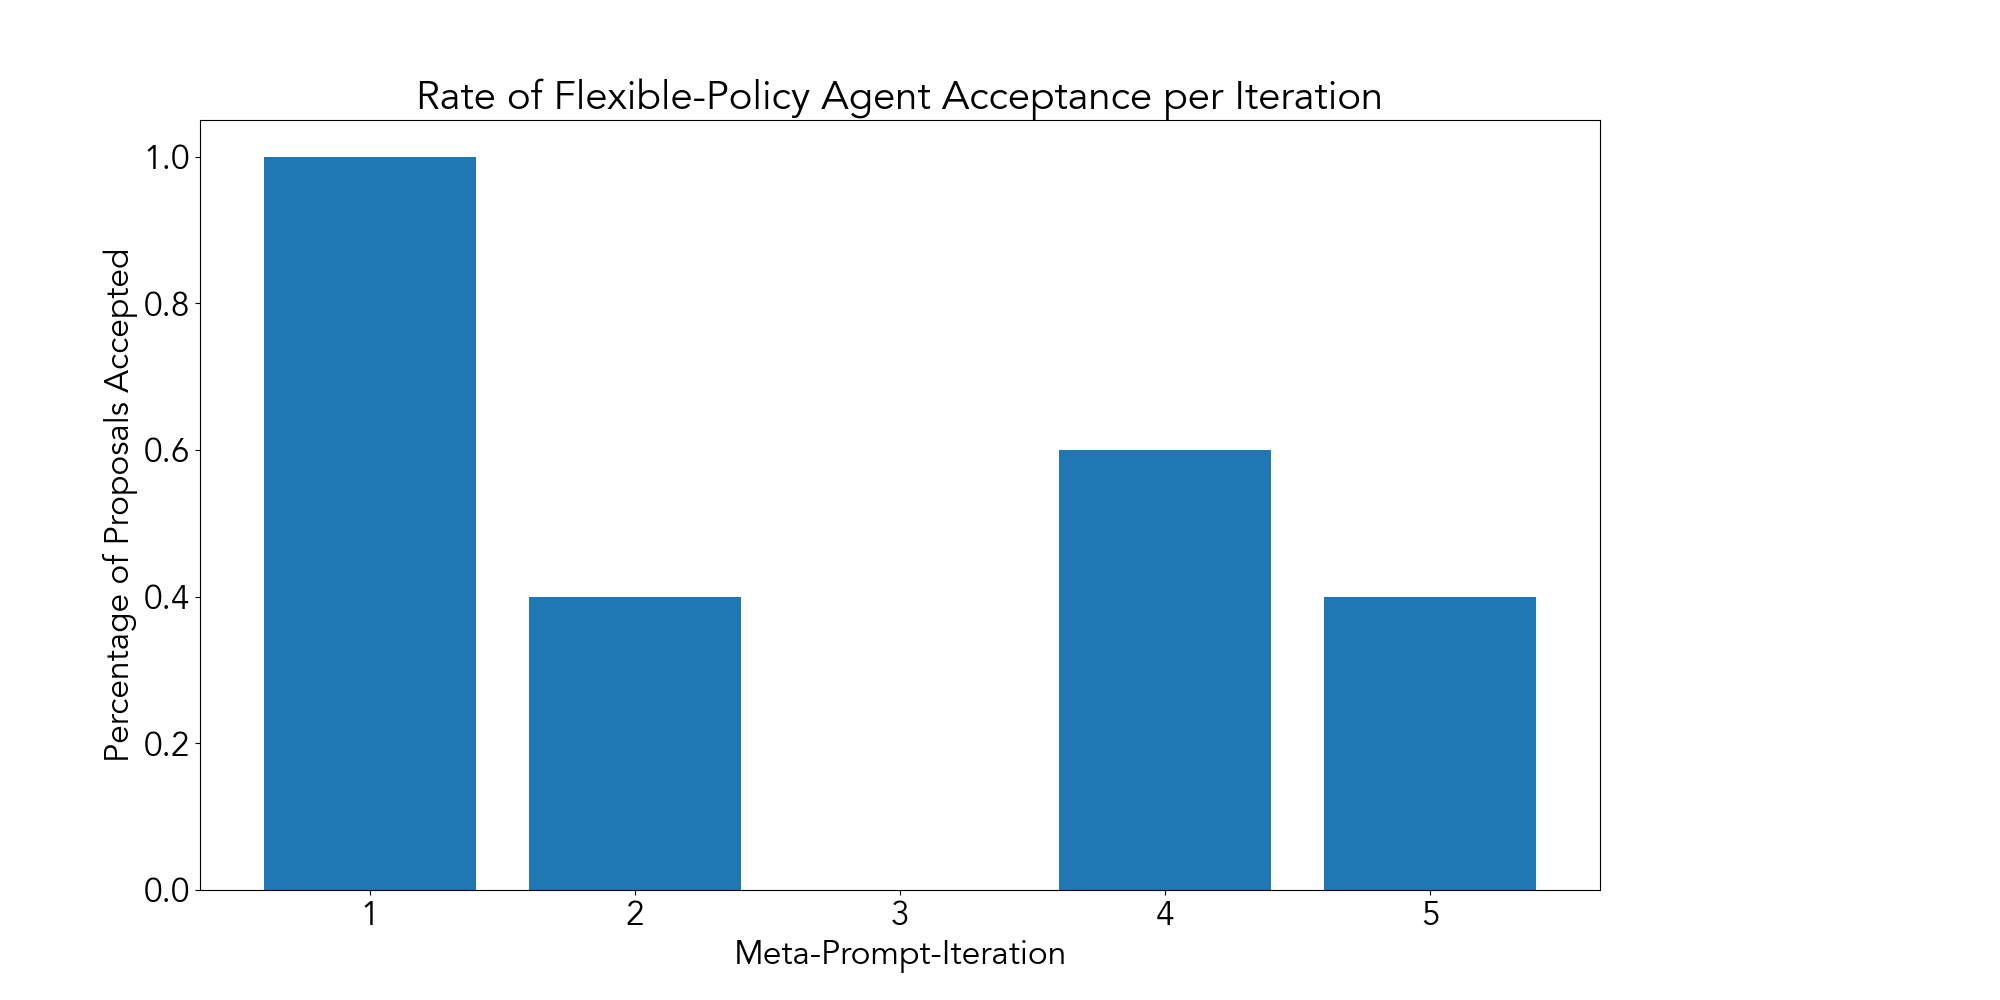 Rate of Flexible-Policy Agent Acceptance per Iteration
Percentage of Proposals Accepted
1.0
0.8
0.6
0.4
0.2
0.0
1 2 3 4 5
Meta-Prompt-Iteration